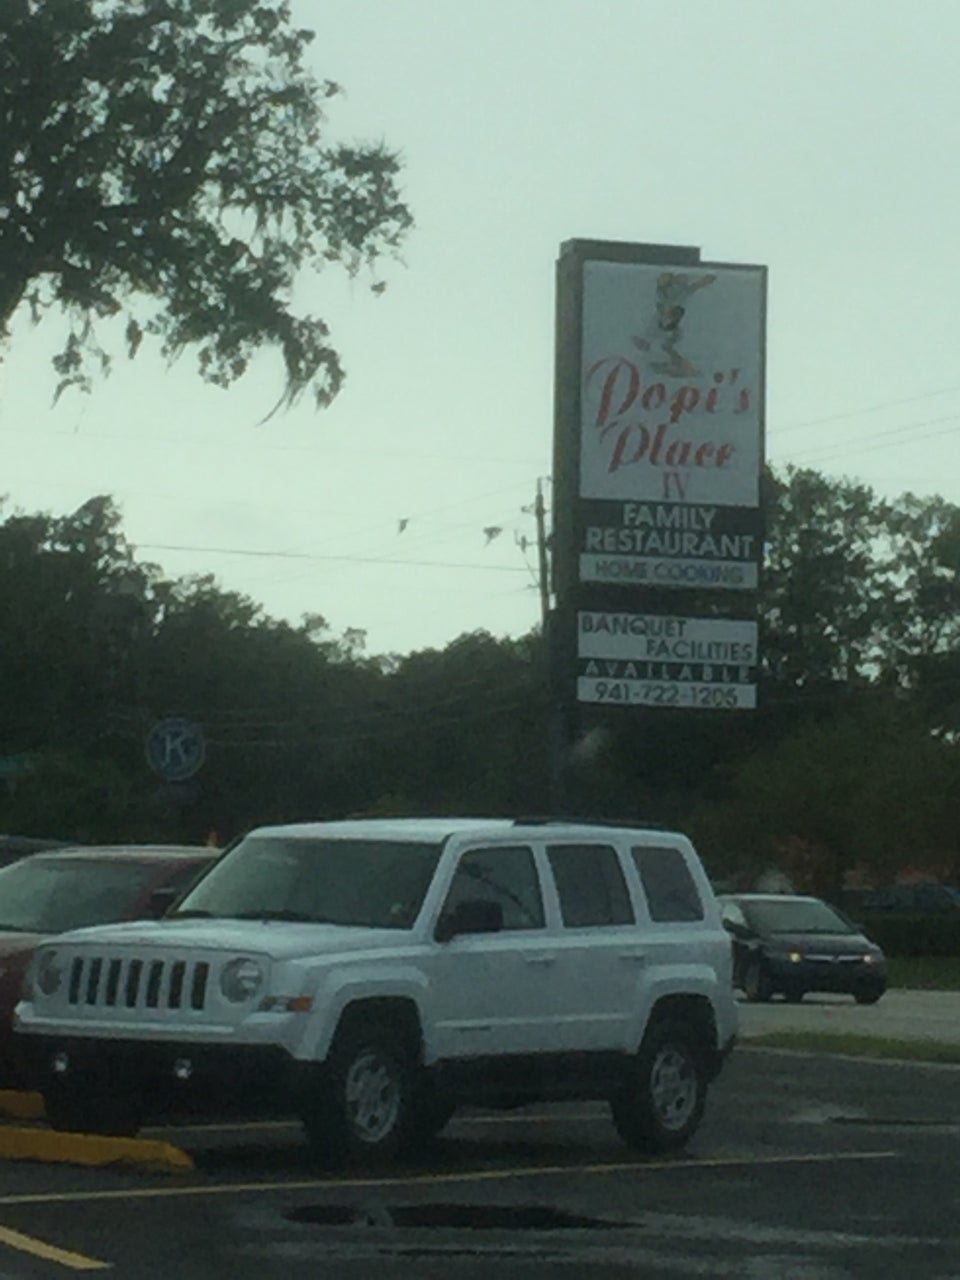 Popi's
Place
IV
FAMILY
RESTAURANT
HOME COOKING
BANQUET
FACILITIES
AVAILABLE
941-722-1205
K